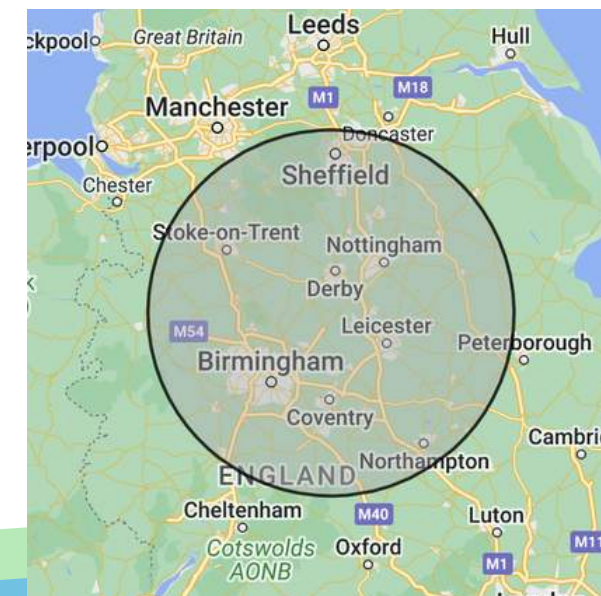 Leeds
Hull
ckpool
Great Britain
M18
M1
Manchester
Doncaster
erpool
Sheffield
Chester
Stoke-on-Trent
Nottingham
Derby
M54
Leicester
Peterborough
Birmingham
Coventry
Cambri
Northampton
ENGLAND
Cheltenham
M40
Luton
Cotswolds
AONB
Oxford
M11
M1